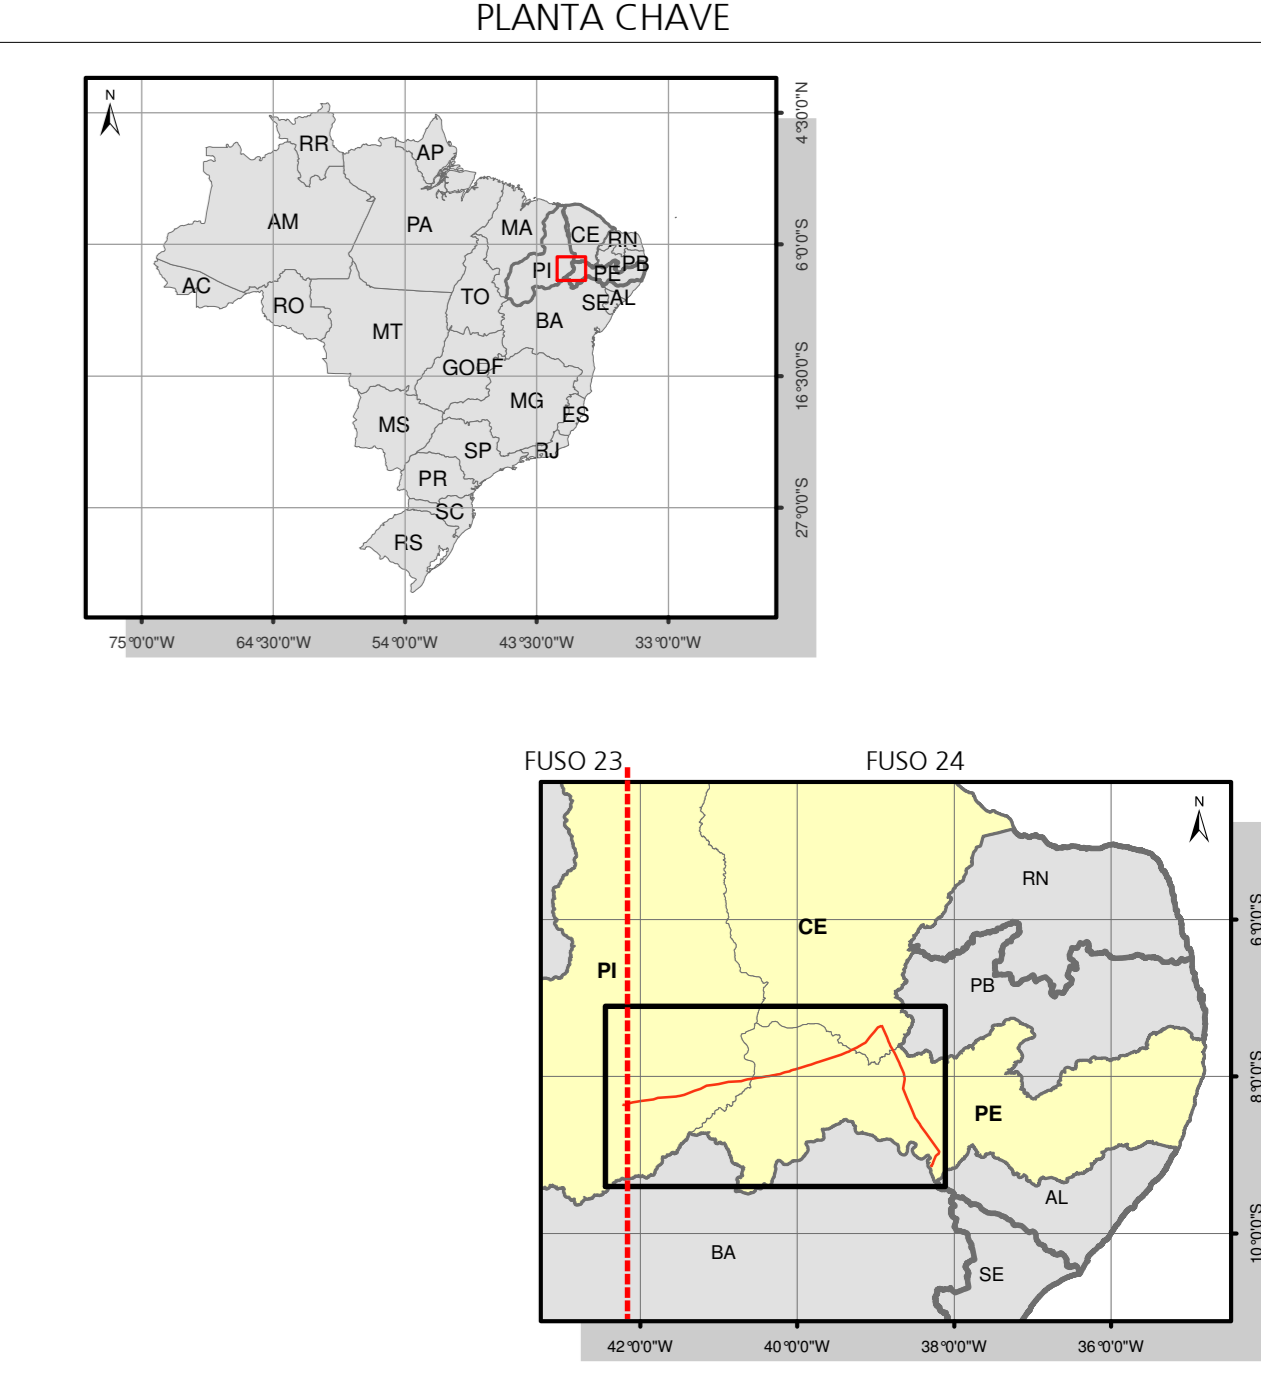 PLANTA CHAVE
N
RR
AP
AM
PA
MA
CE
RN
PB
PI
PE
AC
RO
TO
SE
AL
MT
BA
GO
DF
MG
ES
MS
SP
RJ
PR
SC
RS
4°30'0"N
6°0'0"S
16°30'0"S
27°0'0"S
75°0'0"W
64°30'0"W
54°0'0"W
43°30'0"W
33°0'0"W
FUSO 23
FUSO 24
N
RN
CE
PI
PB
PE
AL
BA
SE
6°0'0"S
8°0'0"S
10°0'0"S
42°0'0"W
40°0'0"W
38°0'0"W
36°0'0"W